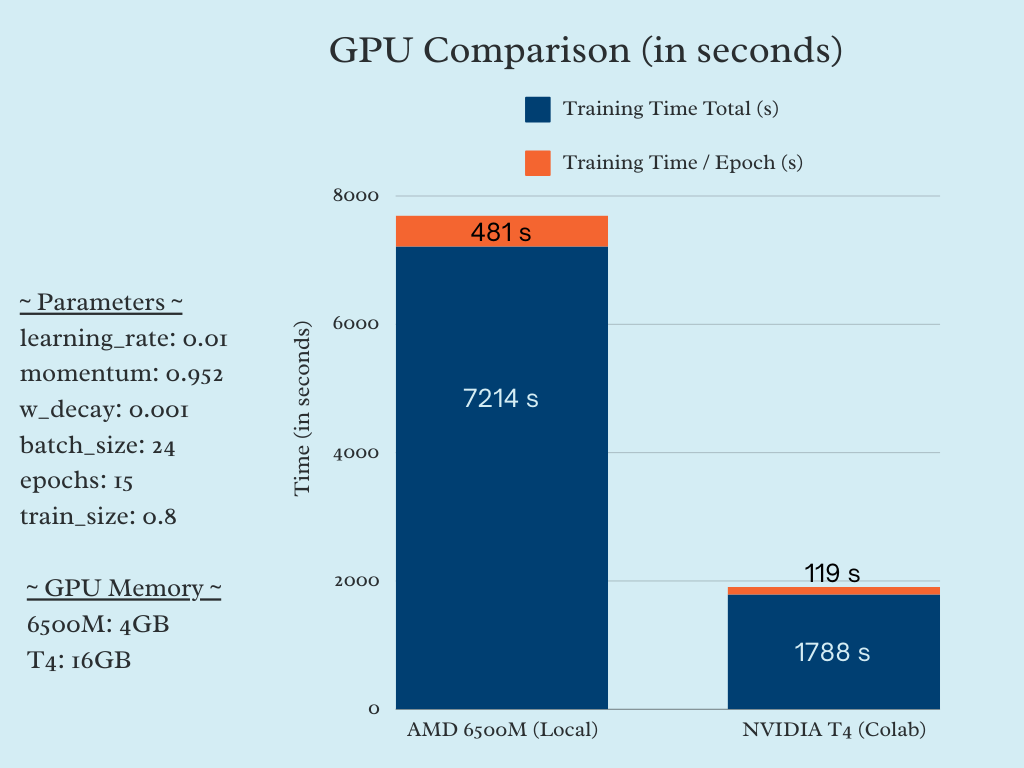 GPU Comparison (in seconds)
Training Time Total (s)
Training Time / Epoch (s)
~ Parameters ~
learning_rate: 0.01
momentum: 0.952
w_decay: 0.001
batch_size: 24
epochs: 15
train_size: 0.8
~ GPU Memory ~
6500M: 4GB
T4: 16GB
Time (in seconds)
8000
6000
4000
2000
0
481 s
7214 s
119 s
1788 s
AMD 6500M (Local)
NVIDIA T4 (Colab)